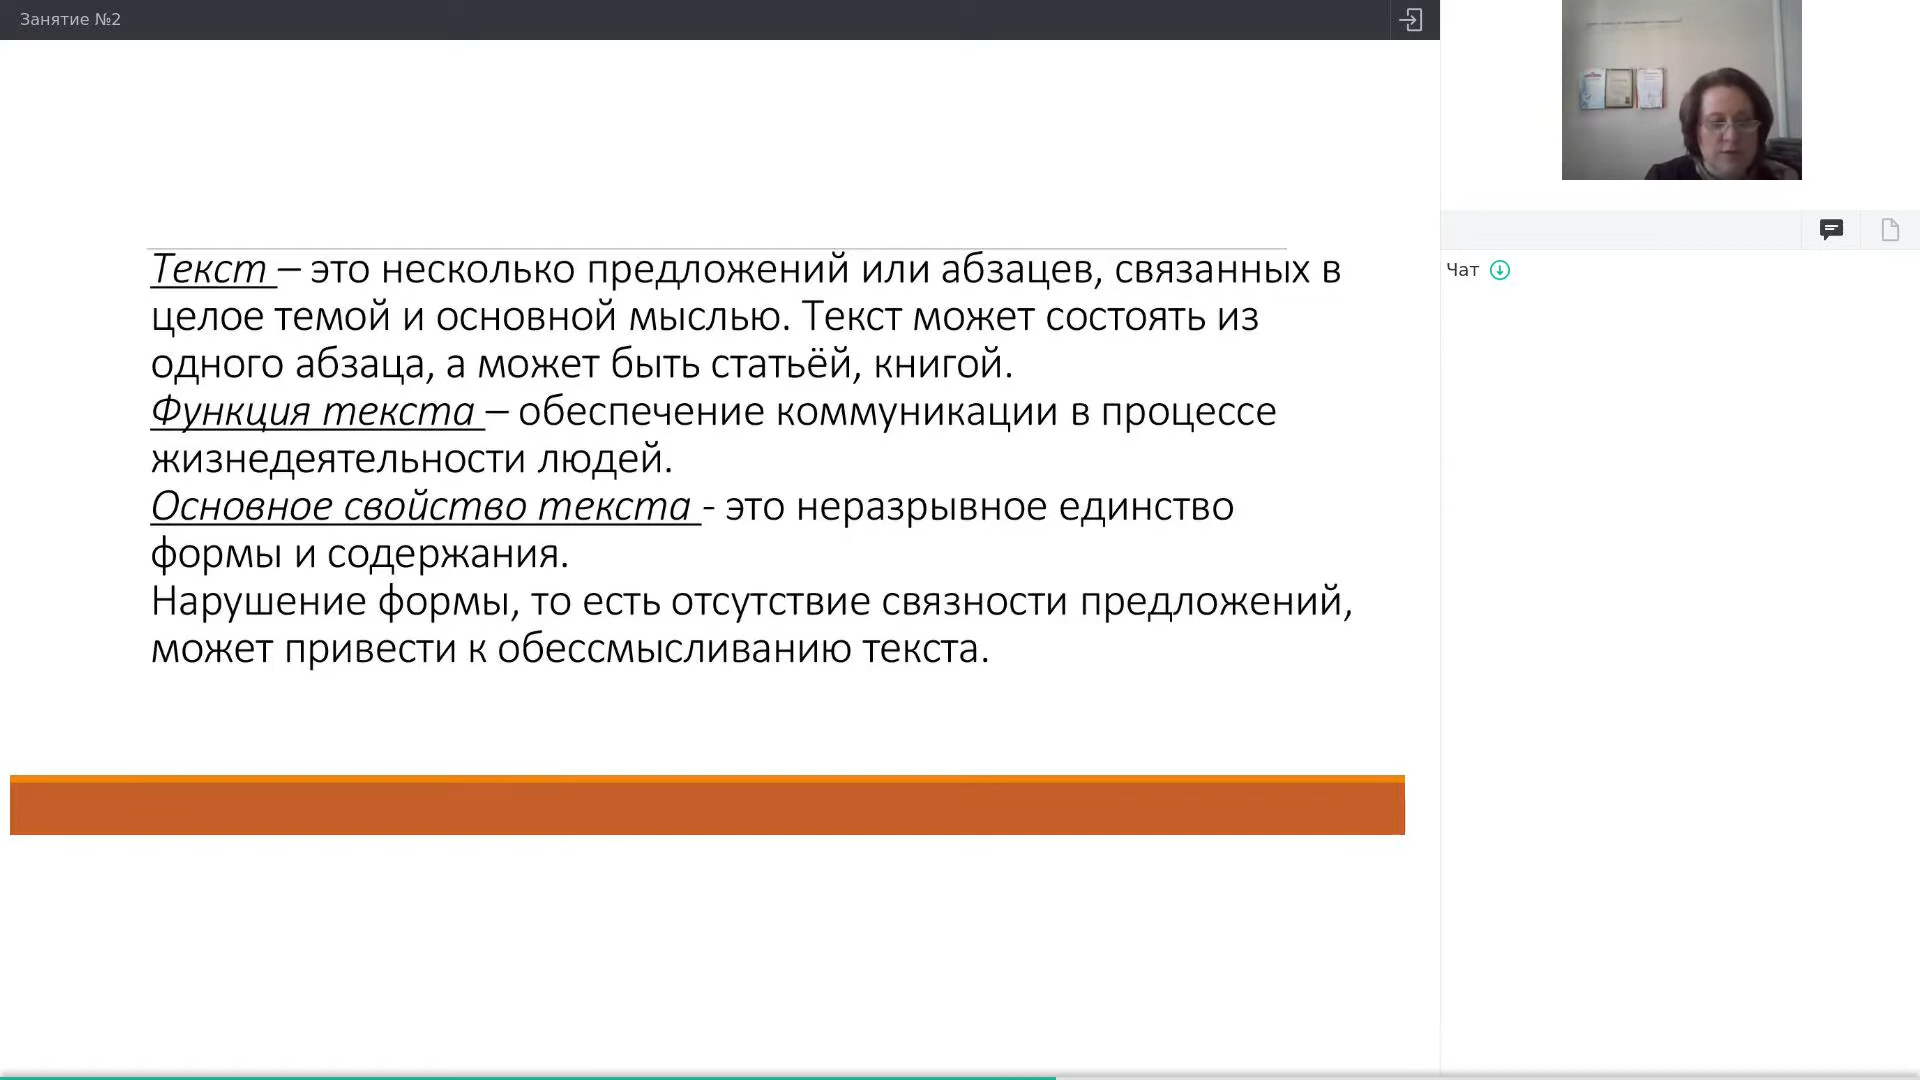 Занятие №2
Текст – это несколько предложений или абзацев, связанных в
целое темой и основной мыслью. Текст может состоять из
одного абзаца, а может быть статьёй, книгой.
Функция текста – обеспечение коммуникации в процессе
жизнедеятельности людей.
Основное свойство текста - это неразрывное единство
формы и содержания.
Нарушение формы, то есть отсутствие связности предложений,
может привести к обессмысливанию текста.
Чат